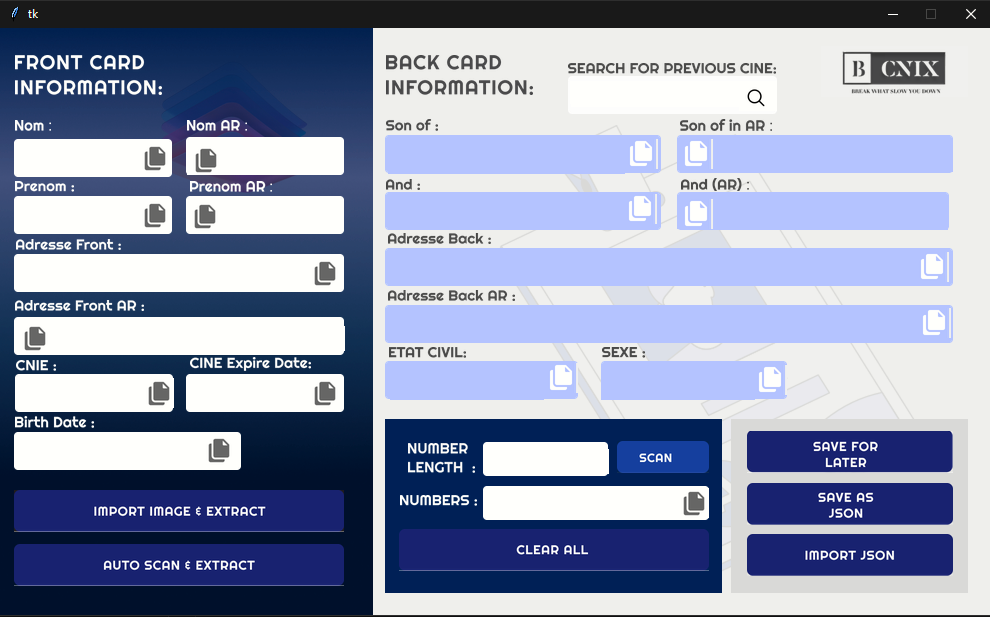 tk
FRONT CARD
INFORMATION:
Nom :
Nom AR :
Prenom :
Prenom AR :
Adresse Front :
Adresse Front AR :
CNIE :
CINE Expire Date:
Birth Date :
IMPORT IMAGE & EXTRACT
AUTO SCAN & EXTRACT
BACK CARD
INFORMATION:
SEARCH FOR PREVIOUS CINE:
B CNIX
BREAK WHAT SLOW YOU DOWN
Son of :
Son of in AR :
And :
And (AR) :
Adresse Back :
Adresse Back AR :
ETAT CIVIL:
SEXE :
NUMBER
LENGTH :
SCAN
NUMBERS :
CLEAR ALL
SAVE FOR
LATER
SAVE AS
JSON
IMPORT JSON